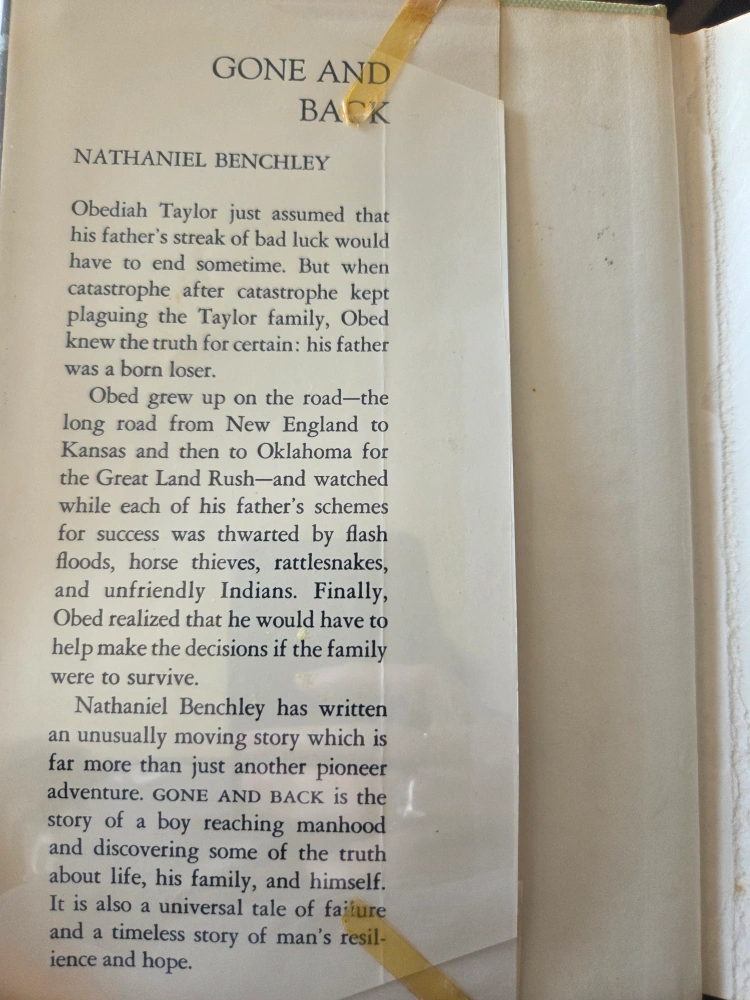 GONE AND
BACK
NATHANIEL BENCHLEY
Obediah Taylor just assumed that
his father's streak of bad luck would
have to end sometime. But when
catastrophe after catastrophe kept
plaguing the Taylor family, Obed
knew the truth for certain: his father
was a born loser.
Obed grew up on the road—the
long road from New England to
Kansas and then to Oklahoma for
the Great Land Rush—and watched
while each of his father's schemes
for success was thwarted by flash
floods, horse thieves, rattlesnakes,
and unfriendly Indians. Finally,
Obed realized that he would have to
help make the decisions if the family
were to survive.
Nathaniel Benchley has written
an unusually moving story which is
far more than just another pioneer
adventure. GONE AND BACK is the
story of a boy reaching manhood
and discovering some of the truth
about life, his family, and himself.
It is also a universal tale of failure
and a timeless story of man's resil-
ience and hope.